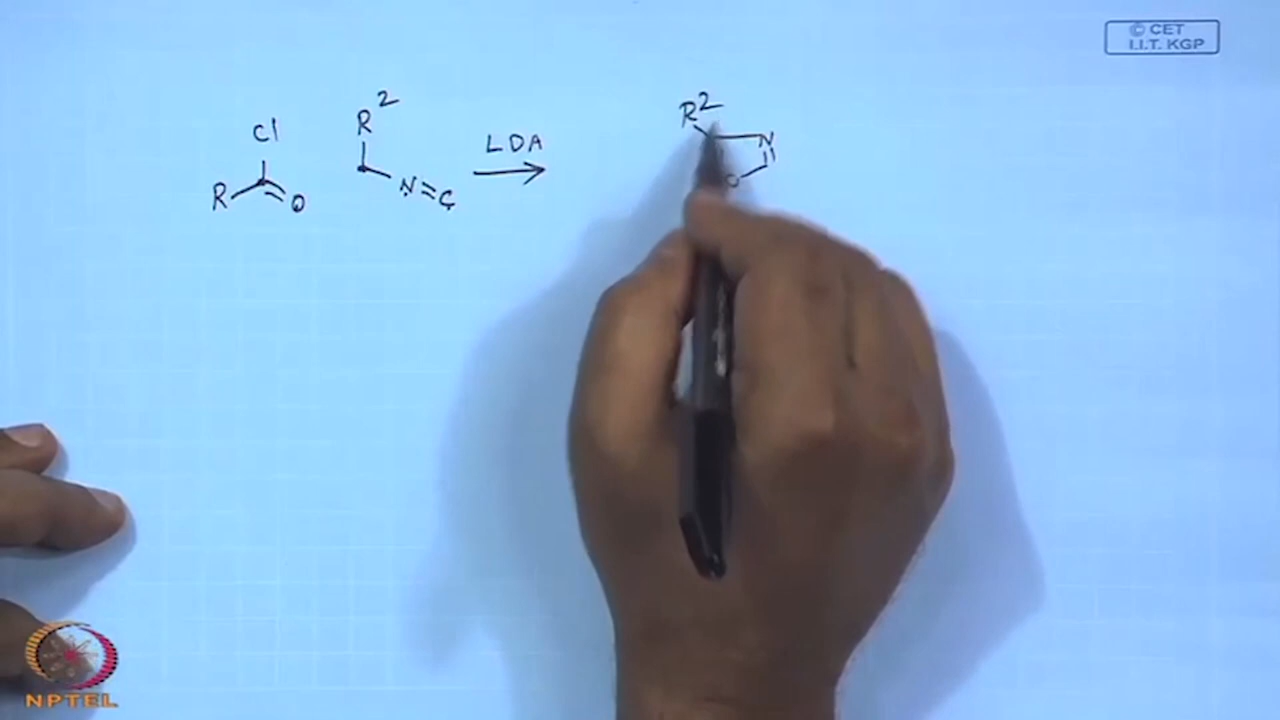 © CET
I.I.T. KGP
Cl
R
O
R2
N=C
LDA
R2
N
O
NPTEL